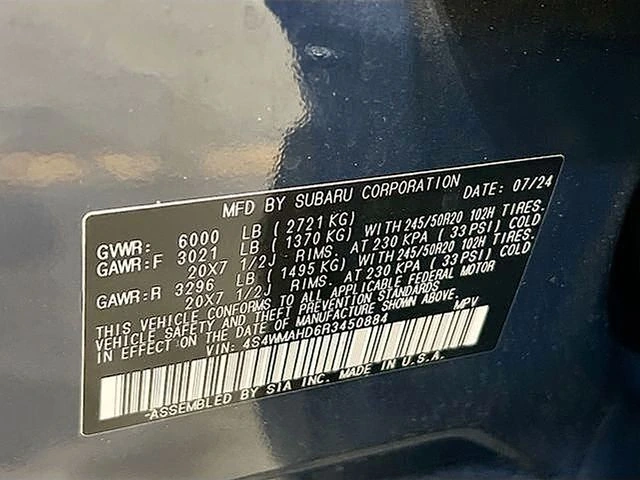 MFD BY SUBARU CORPORATION DATE: 07/24
GVWR: 6000 LB ( 2721 KG)
GAWR:F 3021 LB ( 1370 KG) WITH 245/50R20 102H TIRES.
20X7 1/2J RIMS. AT 230 KPA ( 33 PSI) COLD
GAWR:R 3296 LB ( 1495 KG) WITH 245/50R20 102H TIRES.
20X7 1/2J RIMS. AT 230 KPA ( 33 PSI) COLD.
THIS VEHICLE CONFORMS TO ALL APPLICABLE FEDERAL MOTOR
VEHICLE SAFETY AND THEFT PREVENTION STANDARDS
IN EFFECT ON THE DATE OF MANUFACTURE SHOWN ABOVE.
VIN: 4S4WMAHD6R3450884 MPV
ASSEMBLED BY SIA INC. MADE IN U.S.A.